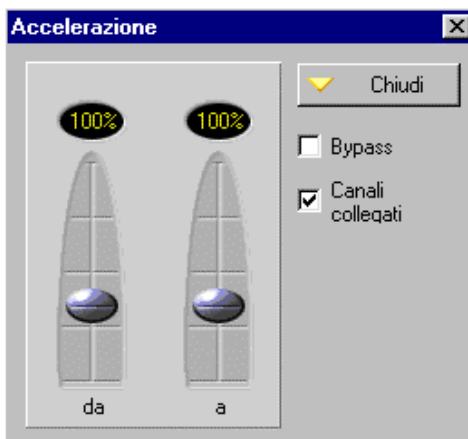 Accelerazione
100%
100%
Chiudi
Bypass
Canali
collegati
da
a